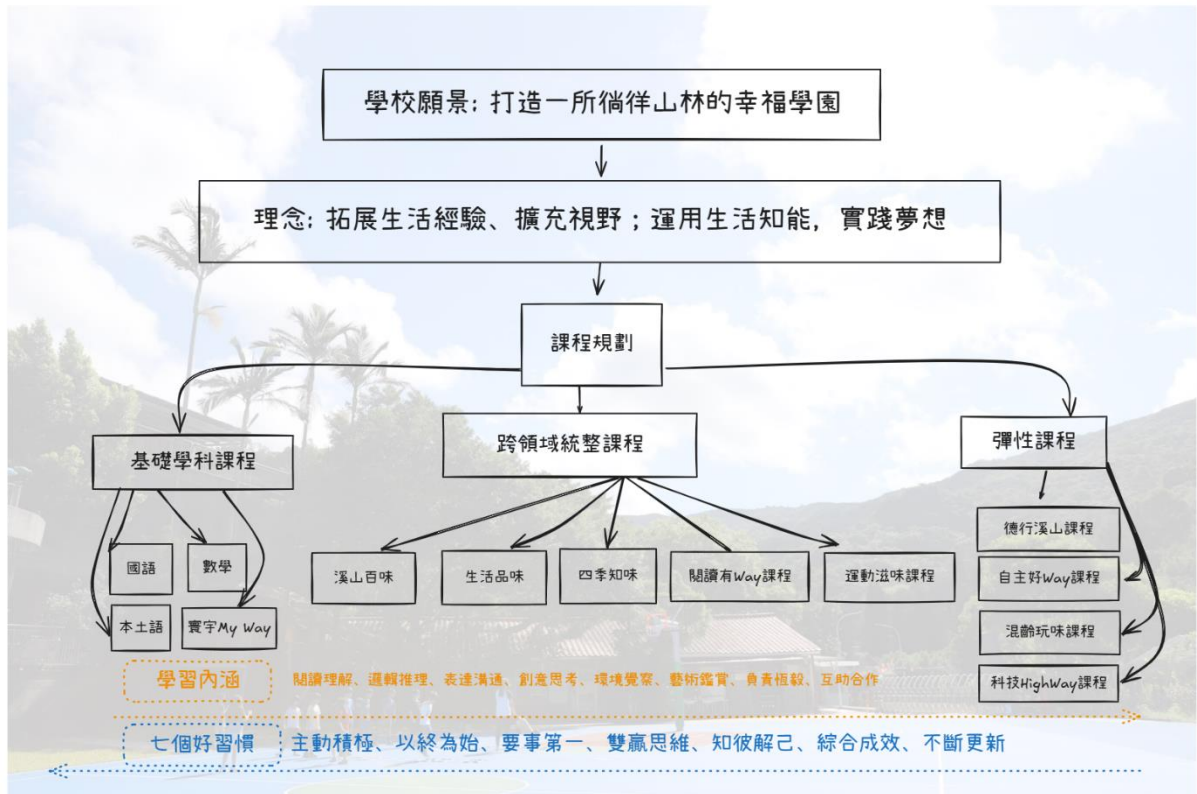 學校願景: 打造一所徜徉山林的幸福學園
理念: 拓展生活經驗、擴充視野；運用生活知能，實踐夢想
課程規劃
基礎學科課程
跨領域統整課程
彈性課程
國語
數學
本土語
寰宇My Way
溪山百味
生活品味
四季知味
閱讀有Way課程
運動滋味課程
德行溪山課程
自主好Way課程
混齡玩味課程
科技HighWay課程
學習內涵
閱讀理解、邏輯推理、表達溝通、創意思考、環境覺察、藝術鑑賞、負責恆毅、互助合作
七個好習慣
主動積極、以終為始、要事第一、雙贏思維、知彼解己、綜合成效、不斷更新